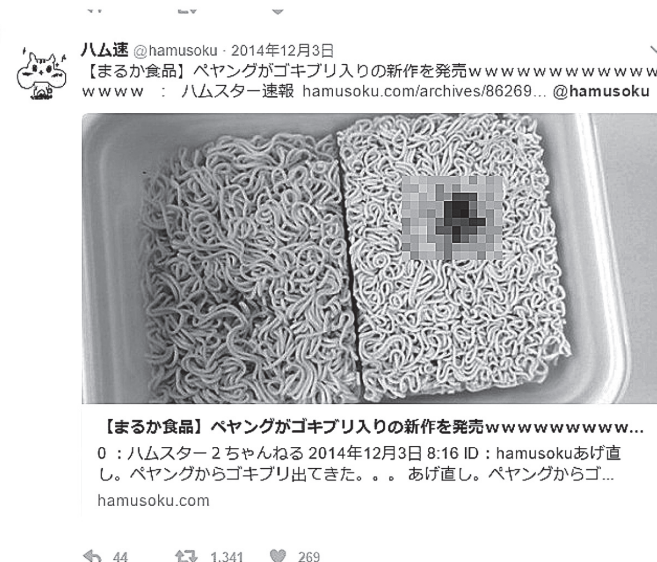 ハム速 @hamusoku · 2014年12月3日
【まるか食品】ペヤングがゴキブリ入りの新作を発売ｗｗｗｗｗｗｗｗｗｗｗｗ
ｗｗｗｗ ： ハムスター速報 hamusoku.com/archives/86269... @hamusoku
【まるか食品】ペヤングがゴキブリ入りの新作を発売ｗｗｗｗｗｗｗｗｗ...
0 ：ハムスター２ちゃんねる 2014年12月3日 8:16 ID：hamusokuあげ直
し。ペヤングからゴキブリ出てきた。。。 あげ直し。ペヤングからゴ...
hamusoku.com
44 1,341 269